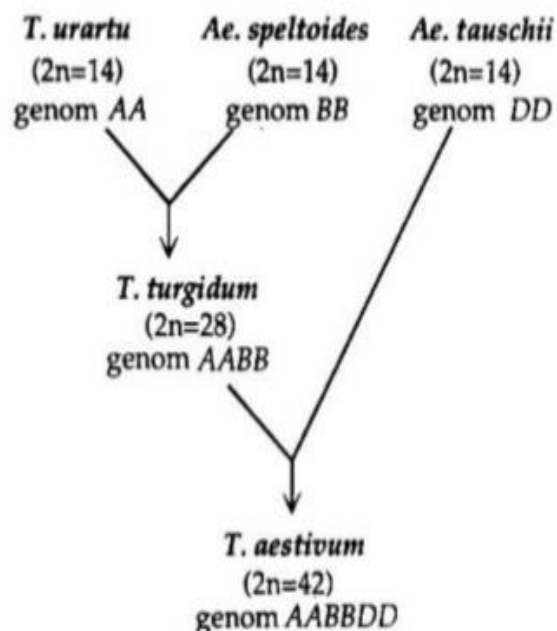 T. urartu Ae. speltoides Ae. tauschii
(2n=14) (2n=14) (2n=14)
genom AA genom BB genom DD
T. turgidum
(2n=28)
genom AABB
T. aestivum
(2n=42)
genom AABBDD